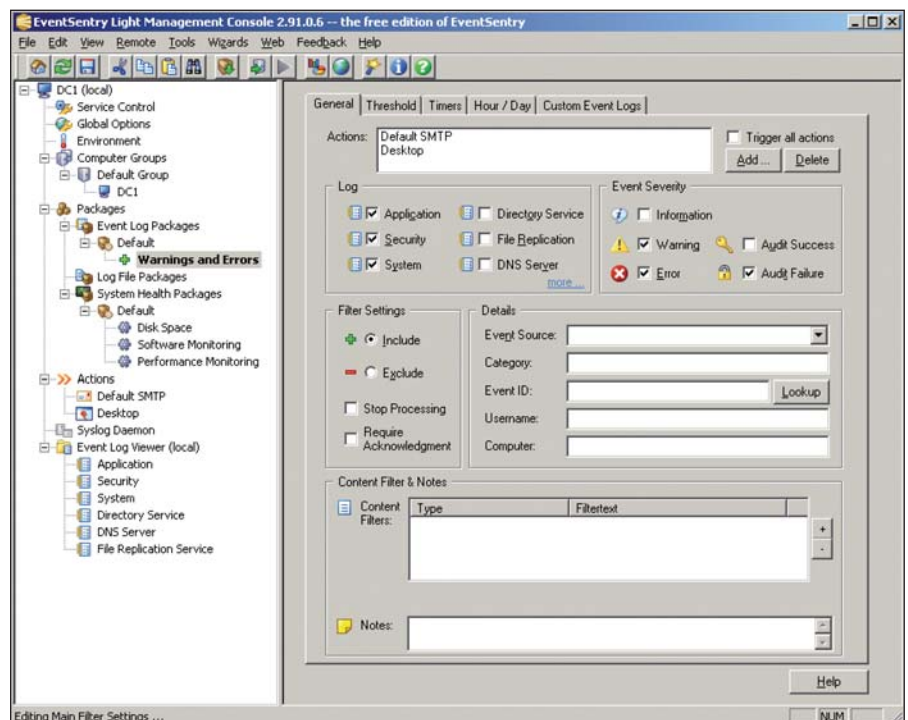 EventSentry Light Management Console 2.91.0.6 -- the free edition of EventSentry
File Edit View Remote Tools Wizards Web Feedback Help
DC1 (local)
Service Control
Global Options
Environment
Computer Groups
Default Group
DC1
Packages
Event Log Packages
Default
Warnings and Errors
Log File Packages
System Health Packages
Default
Disk Space
Software Monitoring
Performance Monitoring
Actions
Default SMTP
Desktop
Syslog Daemon
Event Log Viewer (local)
Application
Security
System
Directory Service
DNS Server
File Replication Service
General Threshold Timers Hour / Day Custom Event Logs
Actions: Default SMTP
Desktop
Trigger all actions
Add ... Delete
Log
Application Directory Service
Security File Replication
System DNS Server
more ...
Event Severity
Information
Warning Audit Success
Error Audit Failure
Filter Settings
Include
Exclude
Stop Processing
Require
Acknowledgment
Details
Event Source:
Category:
Event ID: Lookup
Username:
Computer:
Content Filter & Notes
Content
Filters:
Type Filtertext
+
-
Notes:
Help
Editing Main Filter Settings ... NUM